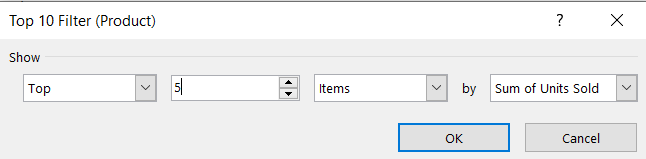 Top 10 Filter (Product) ?
Show
Top 5 Items by Sum of Units Sold
OK Cancel